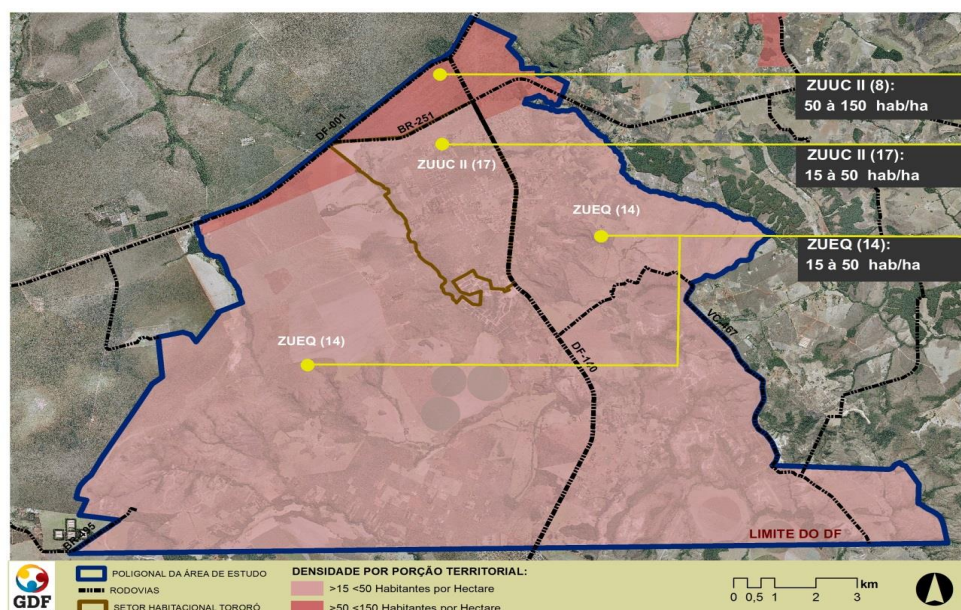 ZUUC II (8):
50 à 150 hab/ha
DF-001
BR-251
ZUUC II (17)
ZUUC II (17):
15 à 50 hab/ha
ZUEQ (14)
ZUEQ (14):
15 à 50 hab/ha
VC-467
ZUEQ (14)
DF-140
LIMITE DO DF
GDF
POLIGONAL DA ÁREA DE ESTUDO
RODOVIAS
SETOR HABITACIONAL TORORÓ
DENSIDADE POR PORÇÃO TERRITORIAL:
>15 <50 Habitantes por Hectare
>50 <150 Habitantes por Hectare
km
0 0,5 1 2 3